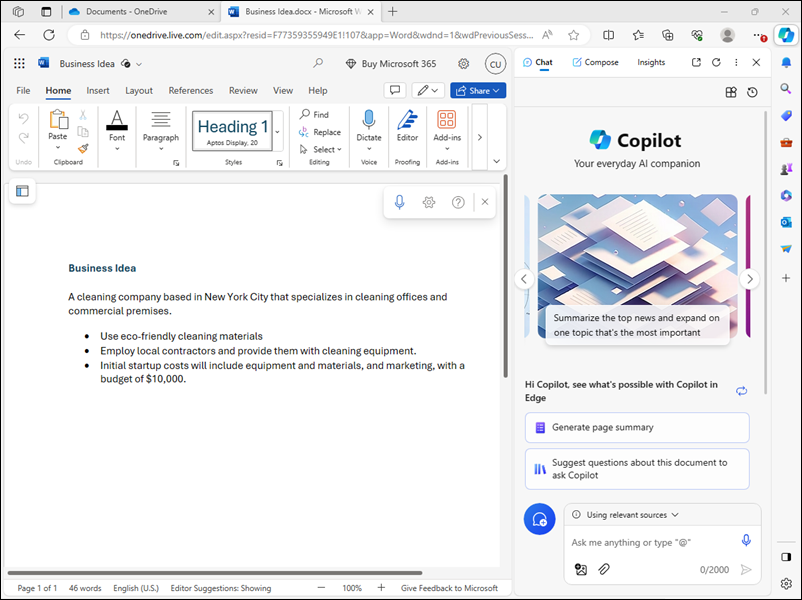 Documents - OneDrive
Business Idea.docx - Microsoft W
https://onedrive.live.com/edit.aspx?resid=F77359355949E1!107&app=Word&wdnd=1&wdPreviousSess...
Business Idea
Buy Microsoft 365
CU
File Home Insert Layout References Review View Help
Share
Paste
Clipboard
Undo
A
Font
Paragraph
Heading 1
Aptos Display, 20
Styles
Find
Replace
Select
Editing
Dictate
Voice
Editor
Proofing
Add-ins
Add-ins
Business Idea
A cleaning company based in New York City that specializes in cleaning offices and
commercial premises.
• Use eco-friendly cleaning materials
• Employ local contractors and provide them with cleaning equipment.
• Initial startup costs will include equipment and materials, and marketing, with a
budget of $10,000.
Page 1 of 1 46 words English (U.S.) Editor Suggestions: Showing 100% Give Feedback to Microsoft
Chat Compose Insights
Copilot
Your everyday AI companion
Summarize the top news and expand on
one topic that's the most important
Hi Copilot, see what's possible with Copilot in
Edge
Generate page summary
Suggest questions about this document to
ask Copilot
Using relevant sources
Ask me anything or type "@"
0/2000